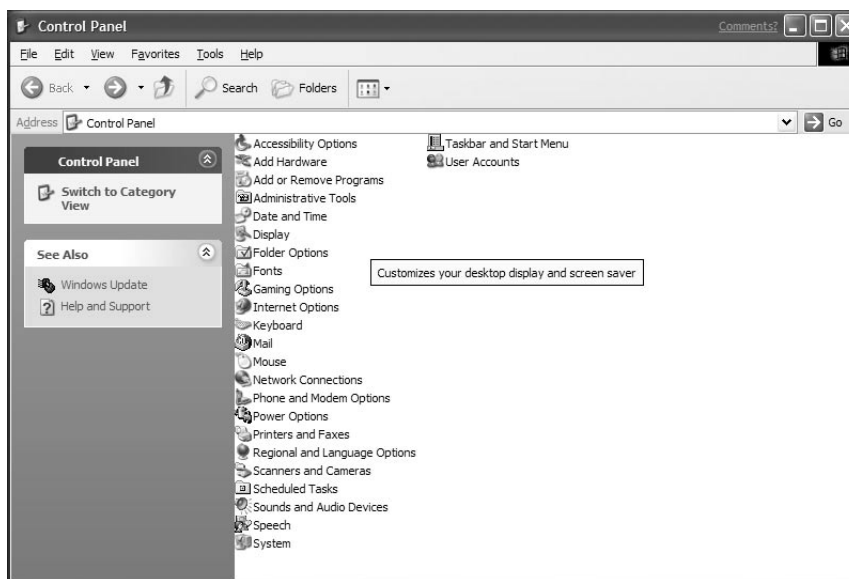 Control Panel
Comments?
File Edit View Favorites Tools Help
Back Search Folders
Address Control Panel Go
Control Panel
Switch to Category
View
See Also
Windows Update
Help and Support
Accessibility Options
Add Hardware
Add or Remove Programs
Administrative Tools
Date and Time
Display
Folder Options
Fonts
Gaming Options
Internet Options
Keyboard
Mail
Mouse
Network Connections
Phone and Modem Options
Power Options
Printers and Faxes
Regional and Language Options
Scanners and Cameras
Scheduled Tasks
Sounds and Audio Devices
Speech
System
Taskbar and Start Menu
User Accounts
Customizes your desktop display and screen saver